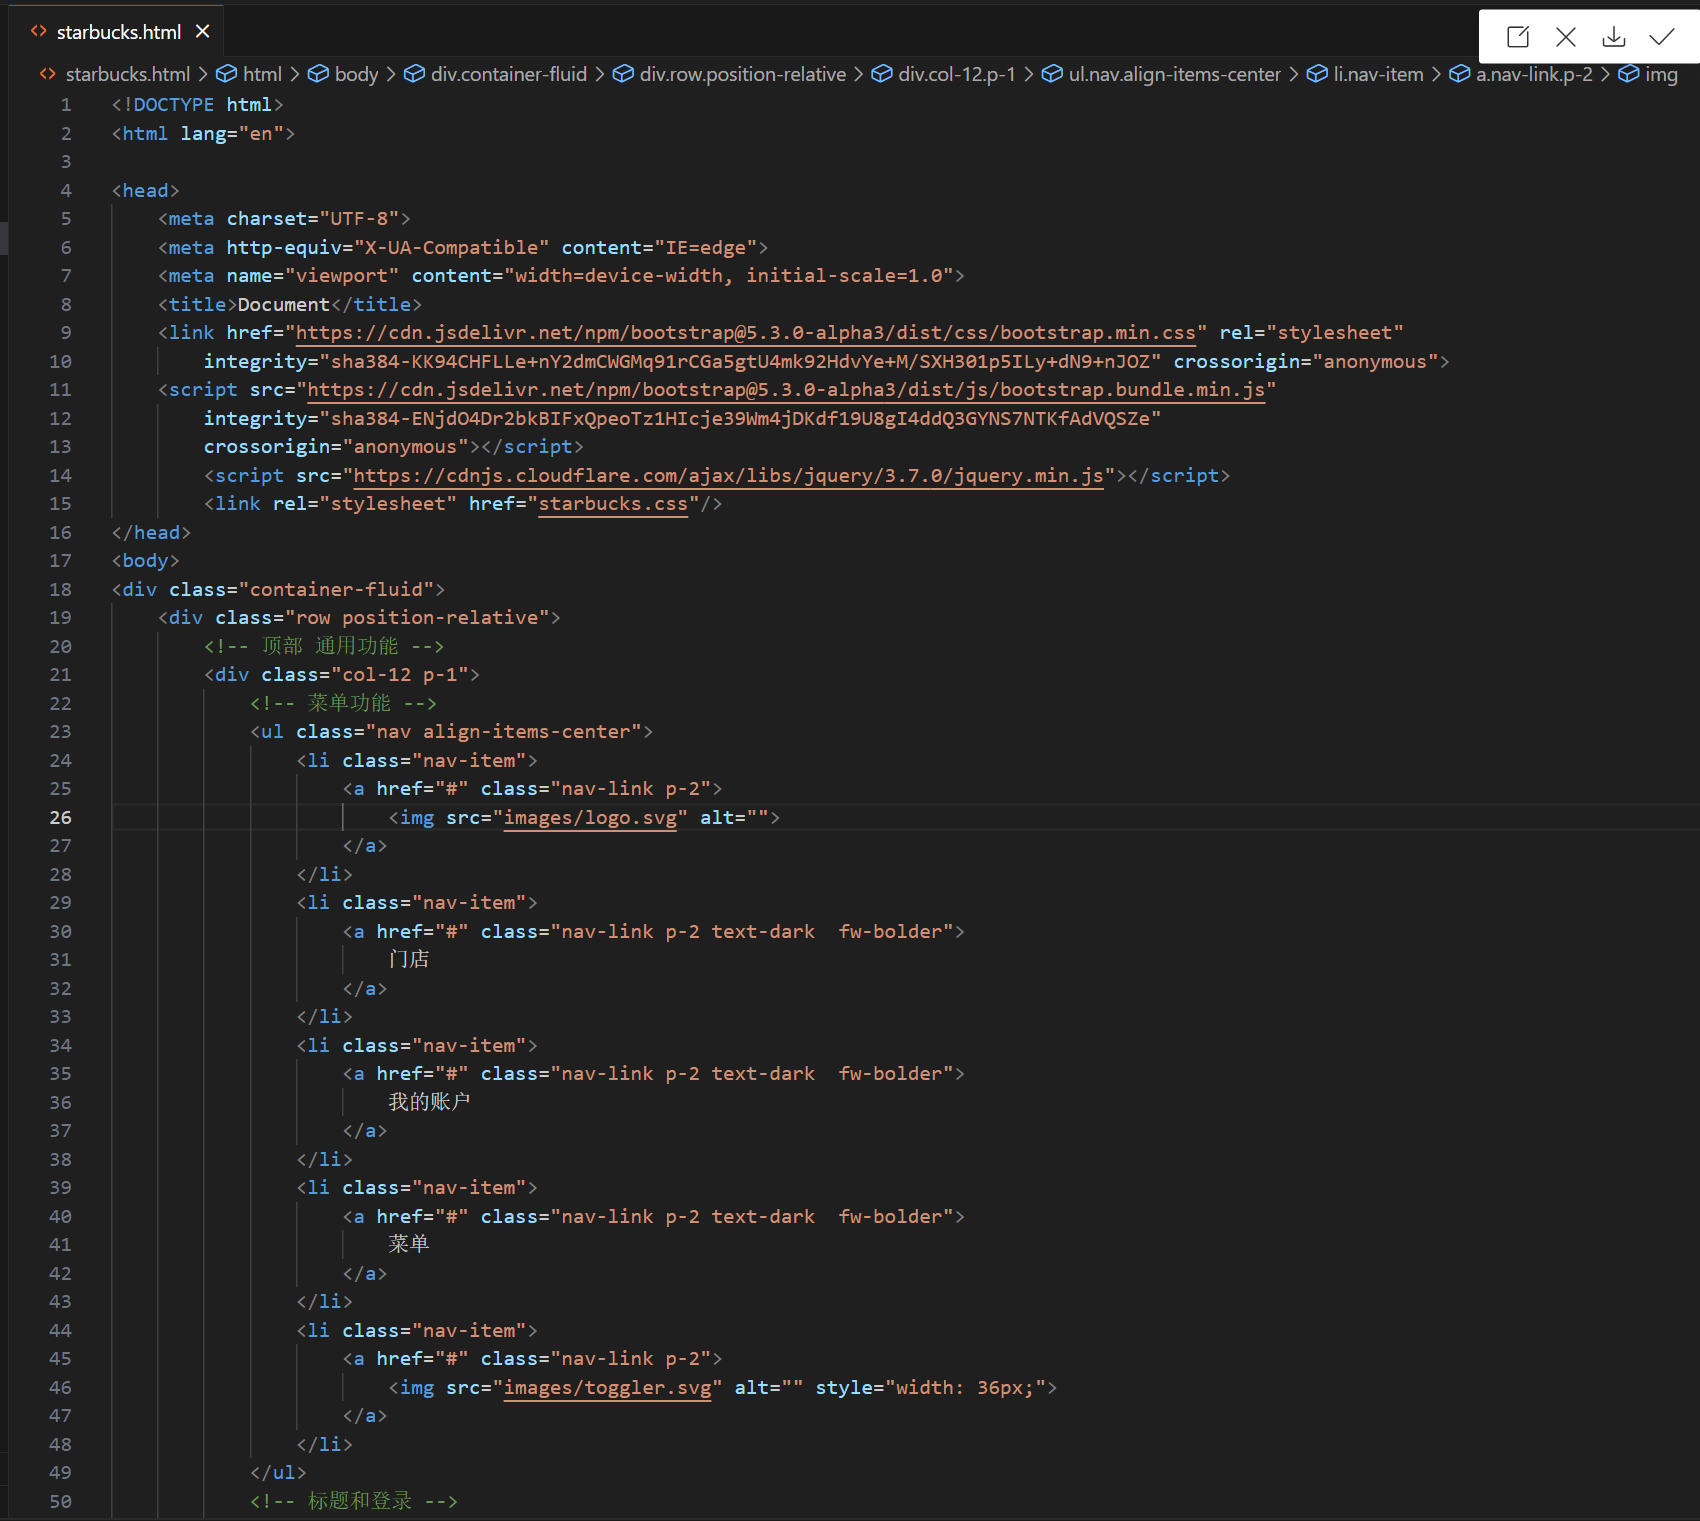 starbucks.html
starbucks.html > html > body > div.container-fluid > div.row.position-relative > div.col-12.p-1 > ul.nav.align-items-center > li.nav-item > a.nav-link.p-2 > img
1 <!DOCTYPE html>
2 <html lang="en">
3
4 <head>
5 <meta charset="UTF-8">
6 <meta http-equiv="X-UA-Compatible" content="IE=edge">
7 <meta name="viewport" content="width=device-width, initial-scale=1.0">
8 <title>Document</title>
9 <link href="https://cdn.jsdelivr.net/npm/bootstrap@5.3.0-alpha3/dist/css/bootstrap.min.css" rel="stylesheet"
10 integrity="sha384-KK94CHFLLe+nY2dmCWGMq91rCGa5gtU4mk92HdvYe+M/SXH301p5ILy+dN9+nJOZ" crossorigin="anonymous">
11 <script src="https://cdn.jsdelivr.net/npm/bootstrap@5.3.0-alpha3/dist/js/bootstrap.bundle.min.js"
12 integrity="sha384-ENjdO4Dr2bkBIFxQpeoTz1HIcje39Wm4jDKdf19U8gI4ddQ3GYNS7NTKfAdVQSZe"
13 crossorigin="anonymous"></script>
14 <script src="https://cdnjs.cloudflare.com/ajax/libs/jquery/3.7.0/jquery.min.js"></script>
15 <link rel="stylesheet" href="starbucks.css"/>
16 </head>
17 <body>
18 <div class="container-fluid">
19 <div class="row position-relative">
20 <!-- 顶部 通用功能 -->
21 <div class="col-12 p-1">
22 <!-- 菜单功能 -->
23 <ul class="nav align-items-center">
24 <li class="nav-item">
25 <a href="#" class="nav-link p-2">
26 <img src="images/logo.svg" alt="">
27 </a>
28 </li>
29 <li class="nav-item">
30 <a href="#" class="nav-link p-2 text-dark  fw-bolder">
31 门店
32 </a>
33 </li>
34 <li class="nav-item">
35 <a href="#" class="nav-link p-2 text-dark  fw-bolder">
36 我的账户
37 </a>
38 </li>
39 <li class="nav-item">
40 <a href="#" class="nav-link p-2 text-dark  fw-bolder">
41 菜单
42 </a>
43 </li>
44 <li class="nav-item">
45 <a href="#" class="nav-link p-2">
46 <img src="images/toggler.svg" alt="" style="width: 36px;">
47 </a>
48 </li>
49 </ul>
50 <!-- 标题和登录 -->